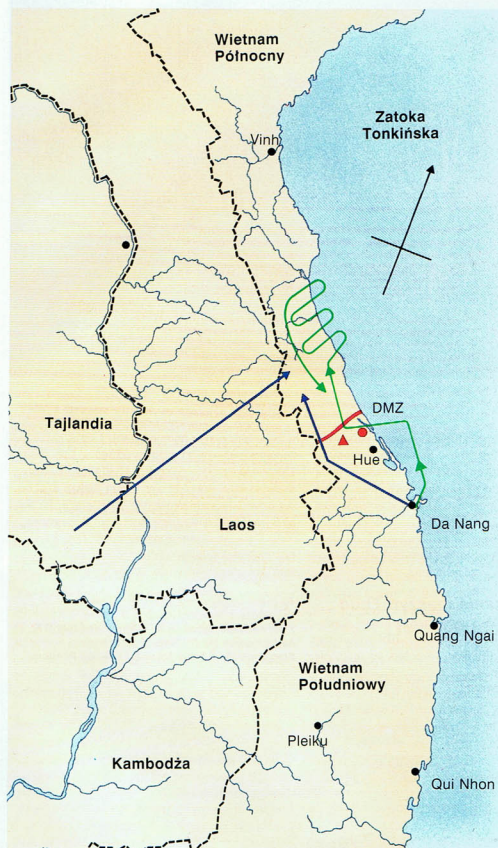 Wietnam
Północny
Vinh
Zatoka
Tonkińska
Tajlandia
DMZ
Hue
Laos
Da Nang
Quang Ngai
Wietnam
Południowy
Pleiku
Kambodża
Qui Nhon